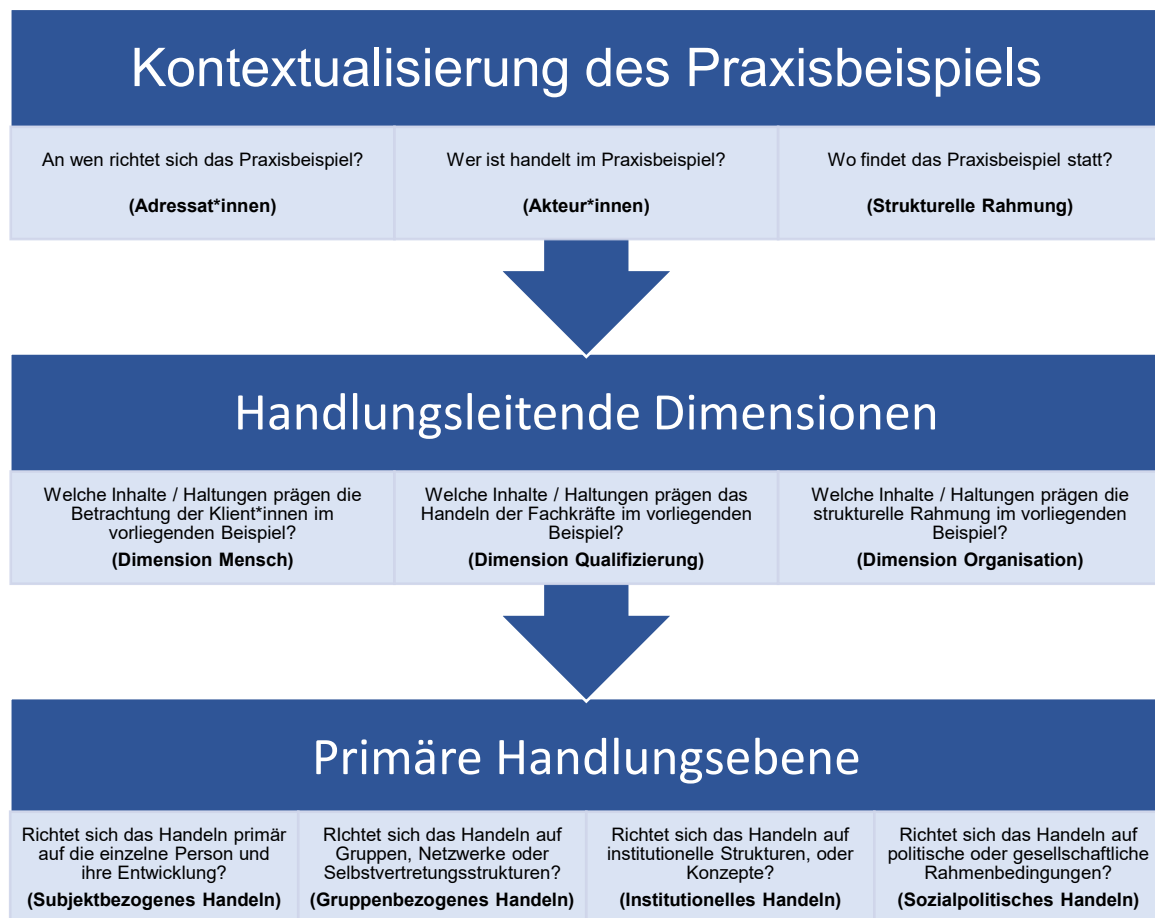 Kontextualisierung des Praxisbeispiels
An wen richtet sich das Praxisbeispiel?
(Adressat*innen)
Wer ist handelt im Praxisbeispiel?
(Akteur*innen)
Wo findet das Praxisbeispiel statt?
(Strukturelle Rahmung)
Handlungsleitende Dimensionen
Welche Inhalte / Haltungen prägen die
Betrachtung der Klient*innen im
vorliegenden Beispiel?
(Dimension Mensch)
Welche Inhalte / Haltungen prägen das
Handeln der Fachkräfte im vorliegenden
Beispiel?
(Dimension Qualifizierung)
Welche Inhalte / Haltungen prägen die
strukturelle Rahmung im vorliegenden
Beispiel?
(Dimension Organisation)
Primäre Handlungsebene
Richtet sich das Handeln primär
auf die einzelne Person und
ihre Entwicklung?
(Subjektbezogenes Handeln)
RIchtet sich das Handeln auf
Gruppen, Netzwerke oder
Selbstvertretungsstrukturen?
(Gruppenbezogenes Handeln)
Richtet sich das Handeln auf
institutionelle Strukturen, oder
Konzepte?
(Institutionelles Handeln)
Richtet sich das Handeln auf
politische oder gesellschaftliche
Rahmenbedingungen?
(Sozialpolitisches Handeln)